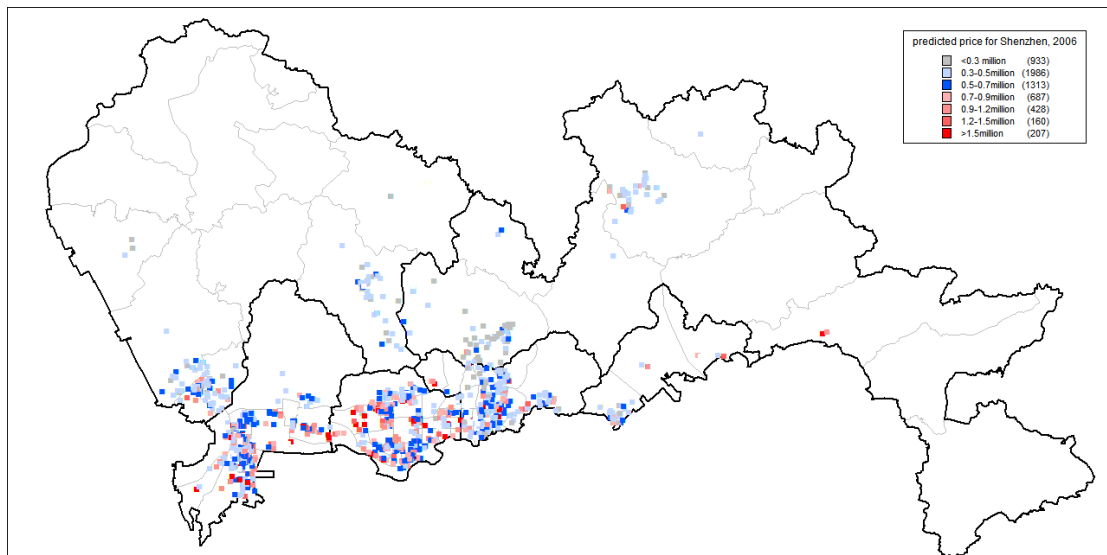 predicted price for Shenzhen, 2006
<0.3 million (933)
0.3-0.5million (1986)
0.5-0.7million (1313)
0.7-0.9million (687)
0.9-1.2million (428)
1.2-1.5million (160)
>1.5million (207)